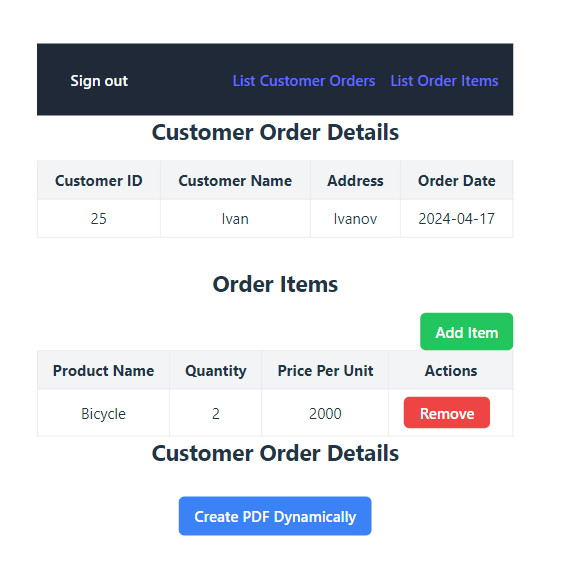 Sign out List Customer Orders List Order Items
Customer Order Details
Customer ID Customer Name Address Order Date
25 Ivan Ivanov 2024-04-17
Order Items
Add Item
Product Name Quantity Price Per Unit Actions
Bicycle 2 2000 Remove
Customer Order Details
Create PDF Dynamically